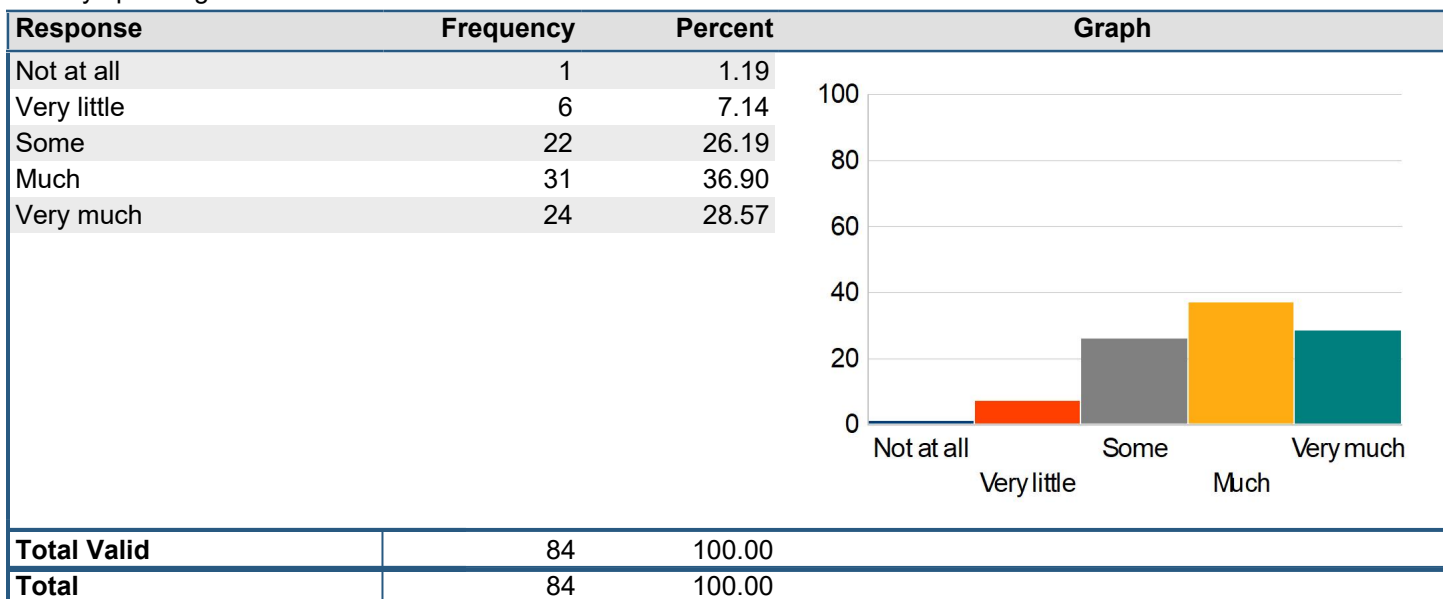 Response Frequency Percent Graph
Not at all 1 1.19
Very little 6 7.14
Some 22 26.19
Much 31 36.90
Very much 24 28.57
100
80
60
40
20
0
Not at all Some Very much
Very little Much
Total Valid 84 100.00
Total 84 100.00